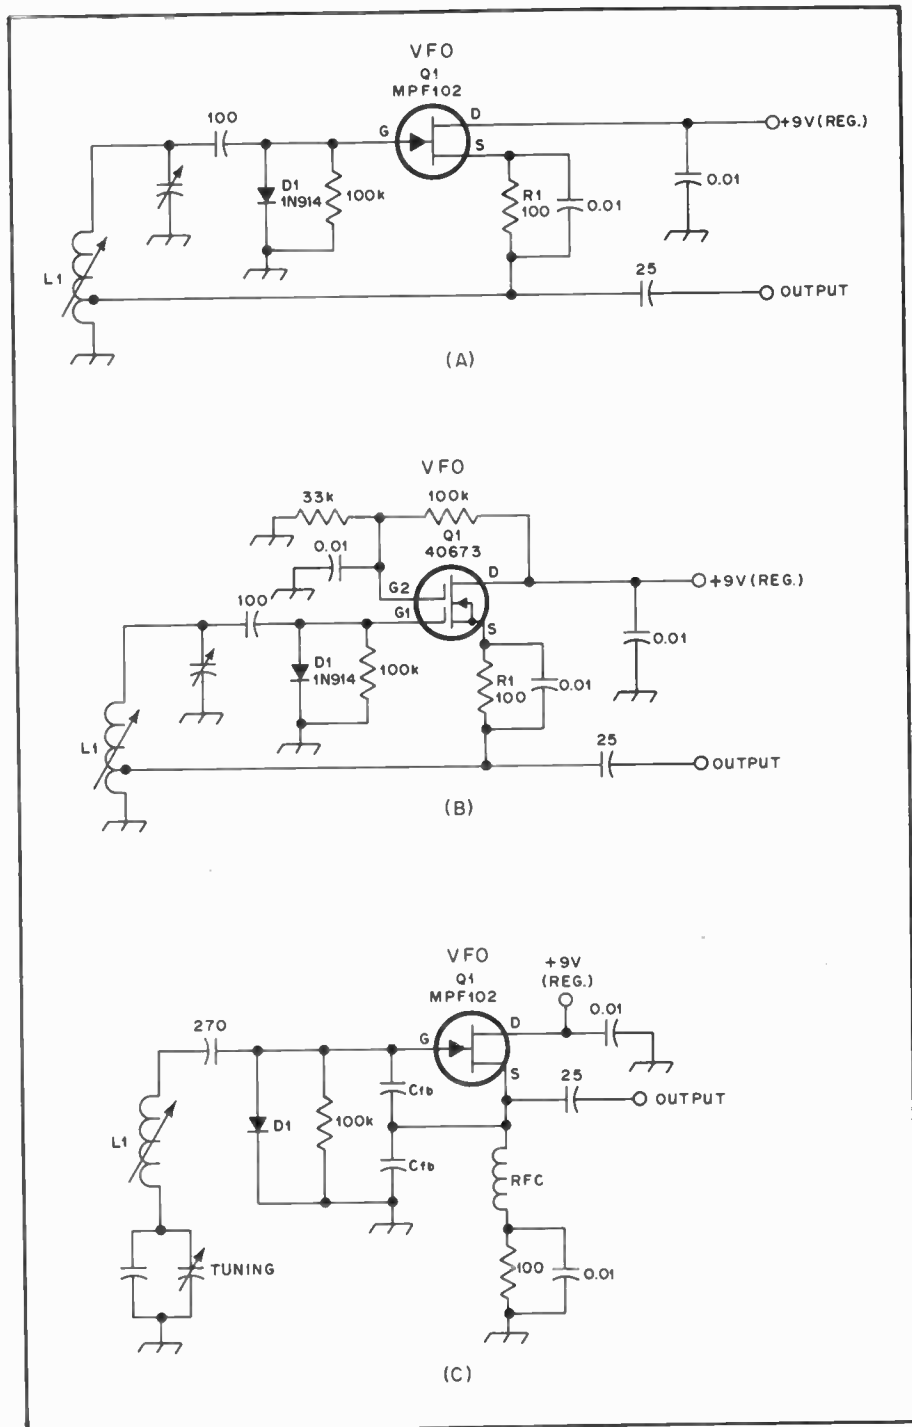 VFO
Q1
MPF102
100
G
D
S
+9V(REG.)
D1
1N914
100k
R1
100
0.01
0.01
L1
25
OUTPUT
(A)
VFO
33k
100k
Q1
40673
0.01
G2
D
+9V(REG.)
100
G1
S
D1
1N914
100k
R1
100
0.01
0.01
L1
25
OUTPUT
(B)
VFO
Q1
MPF102
+9V
(REG.)
0.01
270
G
D
S
25
OUTPUT
L1
D1
100k
Cfb
Cfb
RFC
TUNING
100
0.01
(C)